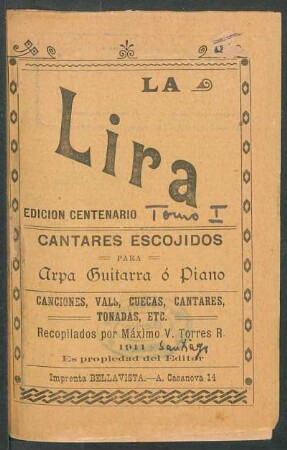 LA
Lira
EDICION CENTENARIO Tomo I
CANTARES ESCOJIDOS
PARA
Arpa Guitarra ó Piano
CANCIONES, VALS, CUECAS, CANTARES,
TONADAS, ETC.
Recopilados por Máximo V. Torres R
1911 Santiago
Es propiedad del Editor
Imprenta BELLAVISTA.—A. Casanova 14